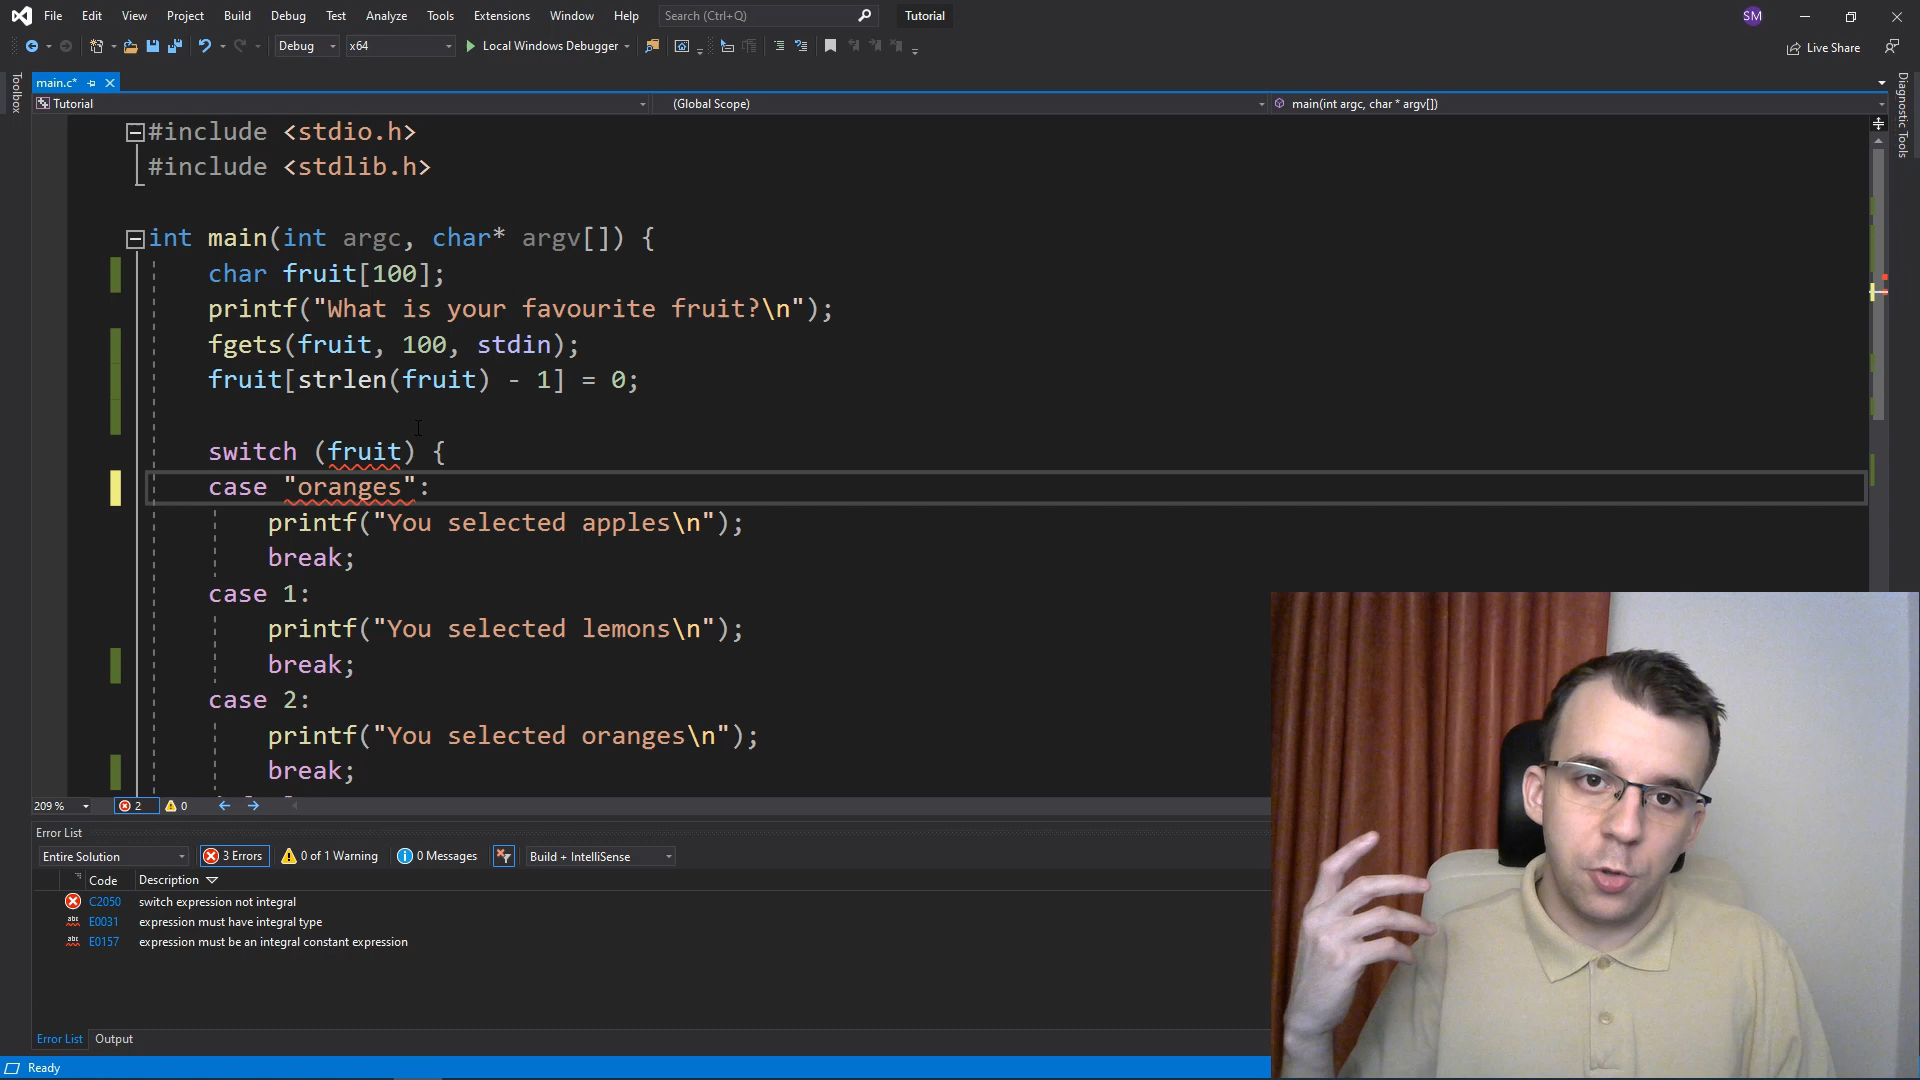 File Edit View Project Build Debug Test Analyze Tools Extensions Window Help Search (Ctrl+Q) Tutorial SM
Debug x64 Local Windows Debugger Live Share
Toolbox
main.c*
Tutorial (Global Scope) main(int argc, char * argv[])
Diagnostic Tools
#include <stdio.h>
#include <stdlib.h>
int main(int argc, char* argv[]) {
char fruit[100];
printf("What is your favourite fruit?\n");
fgets(fruit, 100, stdin);
fruit[strlen(fruit) - 1] = 0;
switch (fruit) {
case "oranges":
printf("You selected apples\n");
break;
case 1:
printf("You selected lemons\n");
break;
case 2:
printf("You selected oranges\n");
break;
209 % 2 0
Error List
Entire Solution 3 Errors 0 of 1 Warning 0 Messages Build + IntelliSense
Code Description
C2050 switch expression not integral
abc E0031 expression must have integral type
abc E0157 expression must be an integral constant expression
Error List Output
Ready